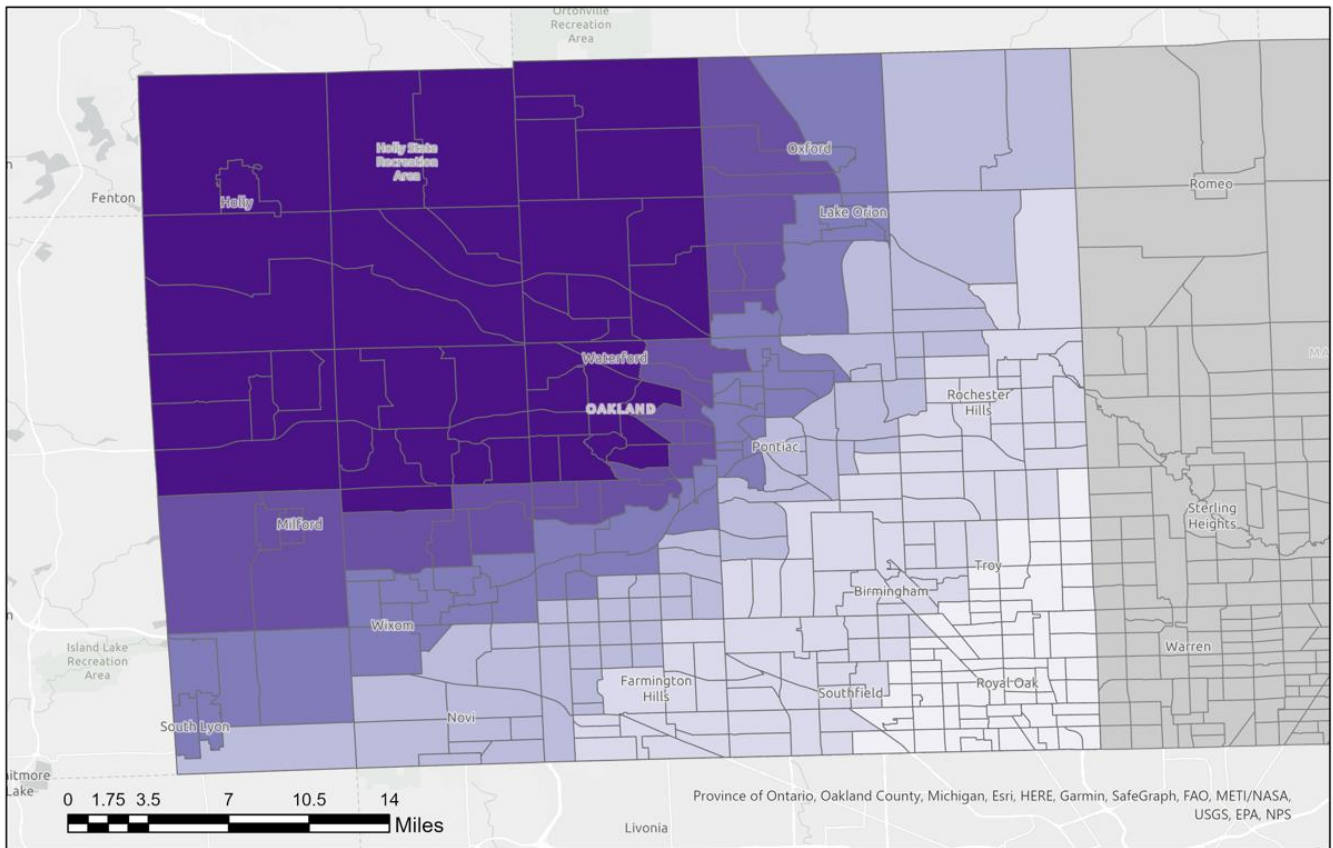 Ortonville
Recreation
Area
Holly State
Recreation
Area
Oxford
Fenton
Holly
Romeo
Lake Orion
Waterford
MA
OAKLAND
Rochester
Hills
Pontiac
Milford
Sterling
Heights
Troy
Birmingham
Wixom
Island Lake
Recreation
Area
Warren
Farmington
Hills
Southfield
Royal Oak
Novi
South Lyon
itmore
Lake
0 1.75 3.5 7 10.5 14
Miles
Livonia
Province of Ontario, Oakland County, Michigan, Esri, HERE, Garmin, SafeGraph, FAO, METI/NASA,
USGS, EPA, NPS